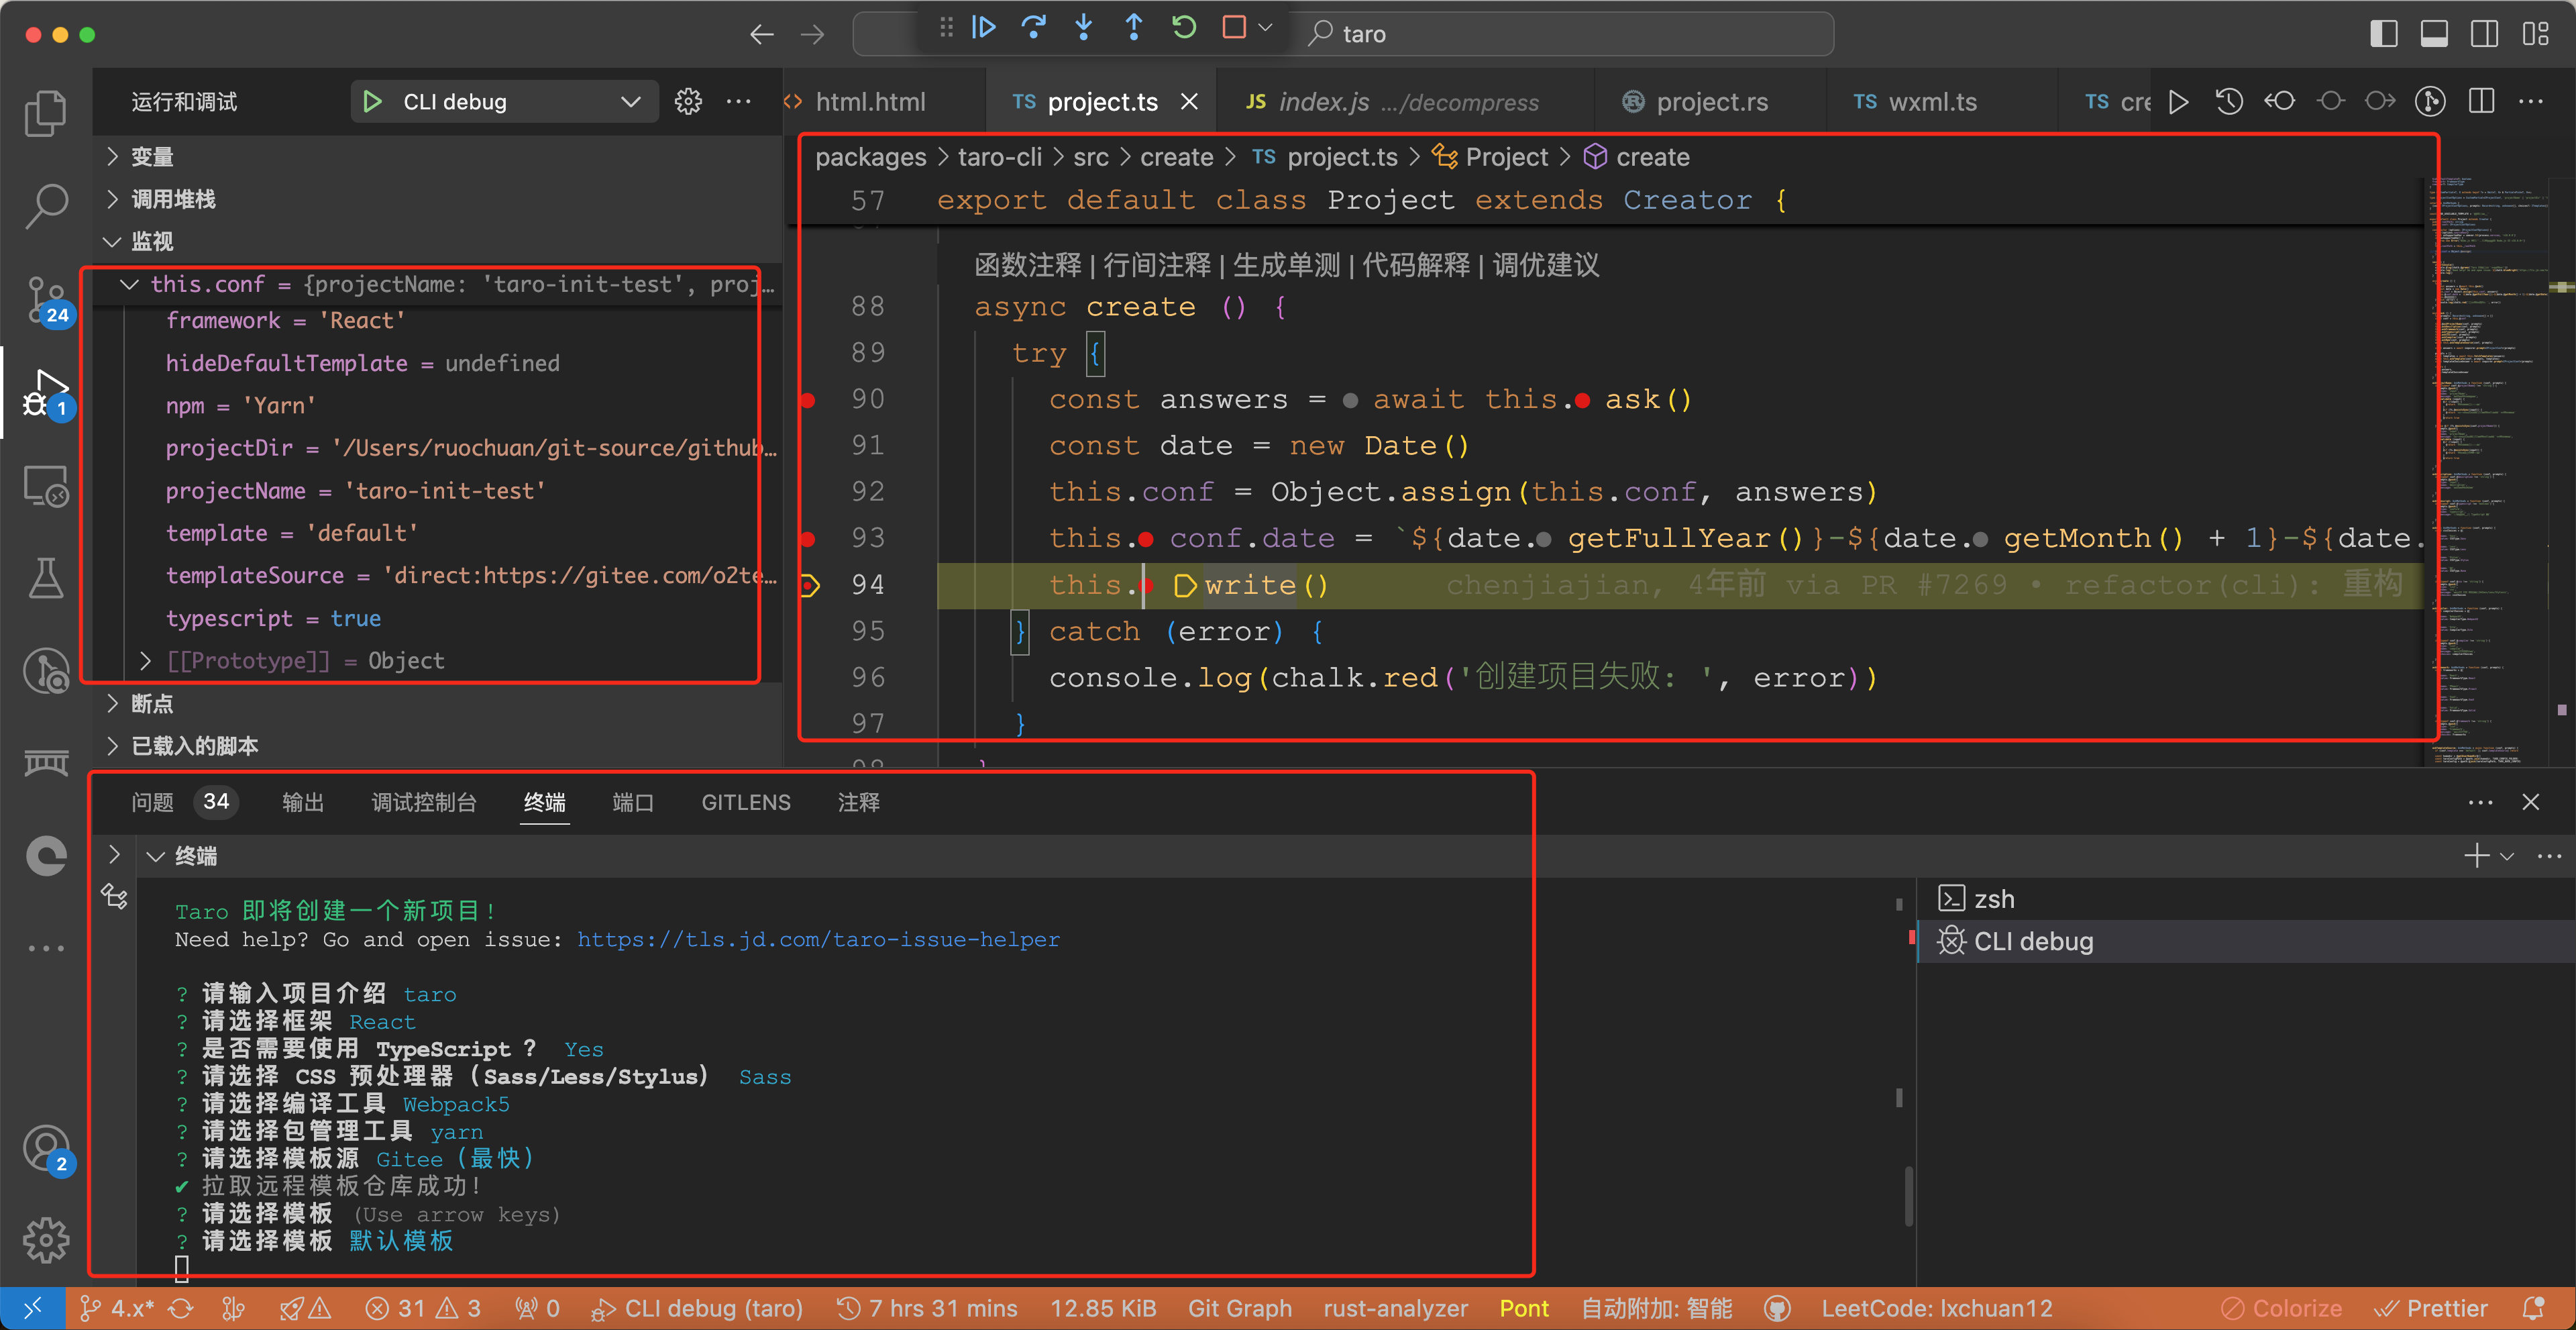 taro
运行和调试
CLI debug
html.html
TS project.ts
JS index.js .../decompress
project.rs
TS wxml.ts
TS cre
变量
调用堆栈
监视
this.conf = {projectName: 'taro-init-test', proj…
framework = 'React'
hideDefaultTemplate = undefined
npm = 'Yarn'
projectDir = '/Users/ruochuan/git-source/github…
projectName = 'taro-init-test'
template = 'default'
templateSource = 'direct:https://gitee.com/o2te…
typescript = true
[[Prototype]] = Object
断点
已载入的脚本
24
1
2
packages > taro-cli > src > create > TS project.ts > Project > create
57 export default class Project extends Creator {
函数注释 | 行间注释 | 生成单测 | 代码解释 | 调优建议
88 async create () {
89 try {
90 const answers = await this. ask()
91 const date = new Date()
92 this.conf = Object.assign(this.conf, answers)
93 this. conf.date = `${date. getFullYear()}-${date. getMonth() + 1}-${date.
94 this. write() chenjiajian, 4年前 via PR #7269 • refactor(cli): 重构
95 } catch (error) {
96 console.log(chalk.red('创建项目失败: ', error))
97 }
98 }
问题 34 输出 调试控制台 终端 端口 GITLENS 注释
终端
Taro 即将创建一个新项目!
Need help? Go and open issue: https://tls.jd.com/taro-issue-helper
? 请输入项目介绍 taro
? 请选择框架 React
? 是否需要使用 TypeScript ？ Yes
? 请选择 CSS 预处理器（Sass/Less/Stylus） Sass
? 请选择编译工具 Webpack5
? 请选择包管理工具 yarn
? 请选择模板源 Gitee（最快）
✔ 拉取远程模板仓库成功！
? 请选择模板 (Use arrow keys)
? 请选择模板 默认模板
zsh
CLI debug
4.x* 31 3 0 CLI debug (taro) 7 hrs 31 mins 12.85 KiB Git Graph rust-analyzer Pont 自动附加: 智能 LeetCode: lxchuan12 Colorize Prettier